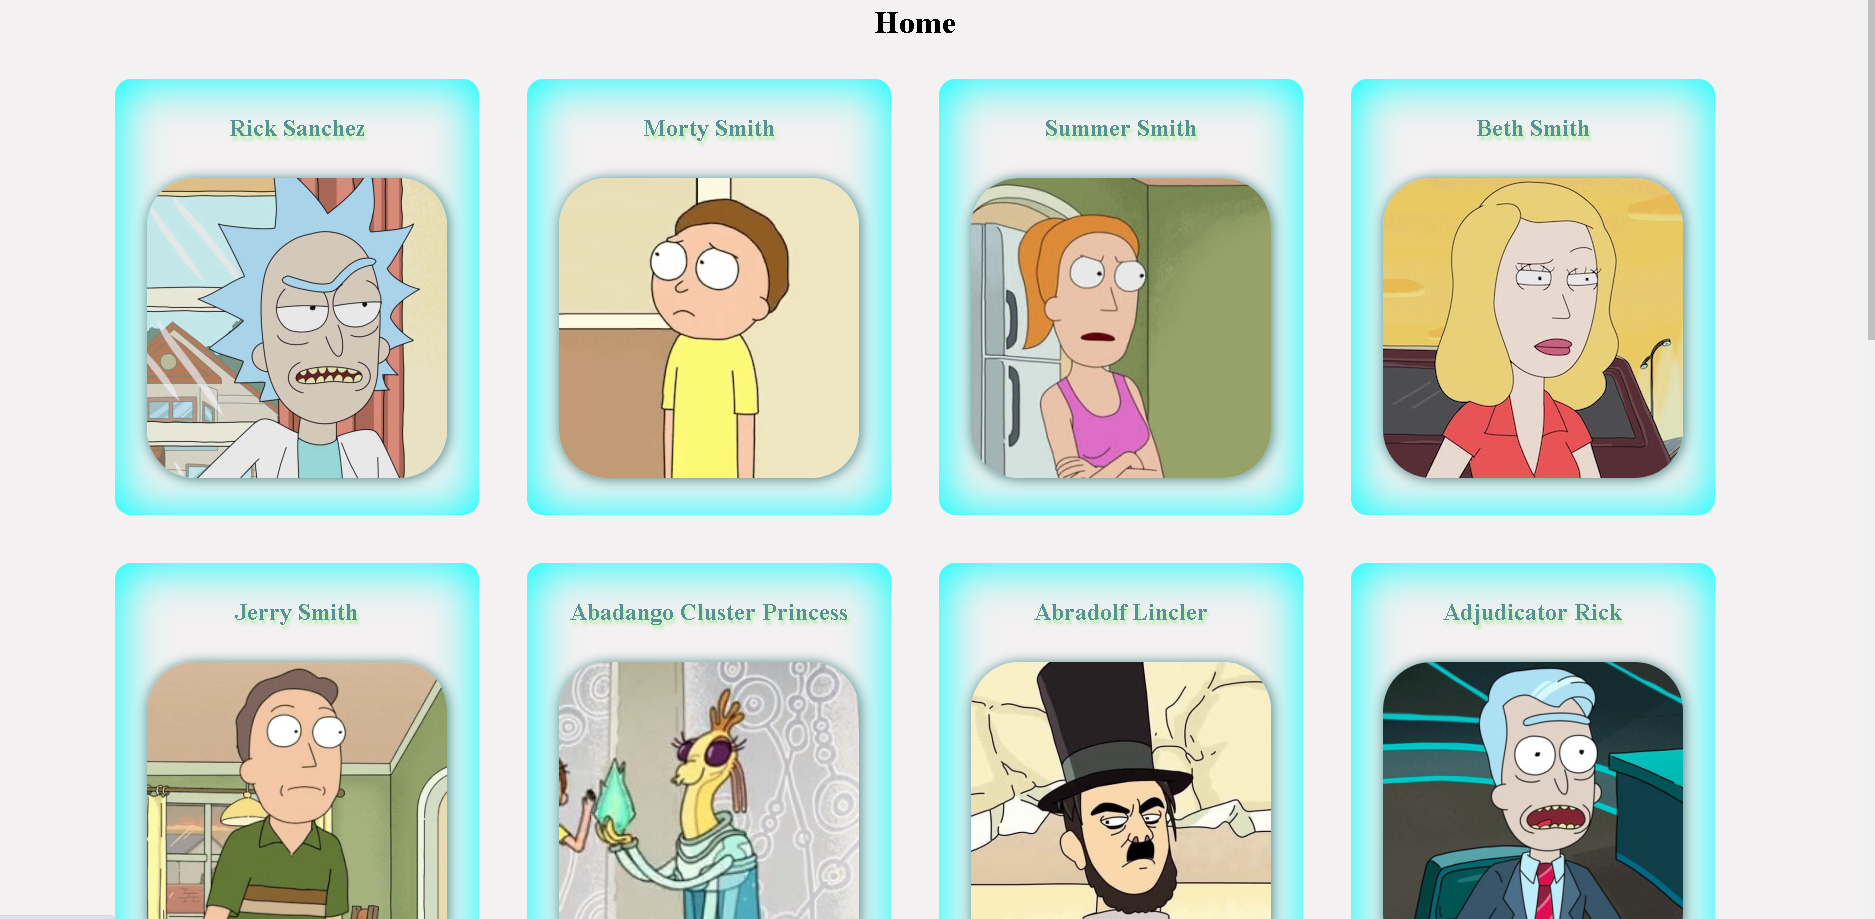 Home
Rick Sanchez
Morty Smith
Summer Smith
Beth Smith
Jerry Smith
Abadango Cluster Princess
Abradolf Lincler
Adjudicator Rick